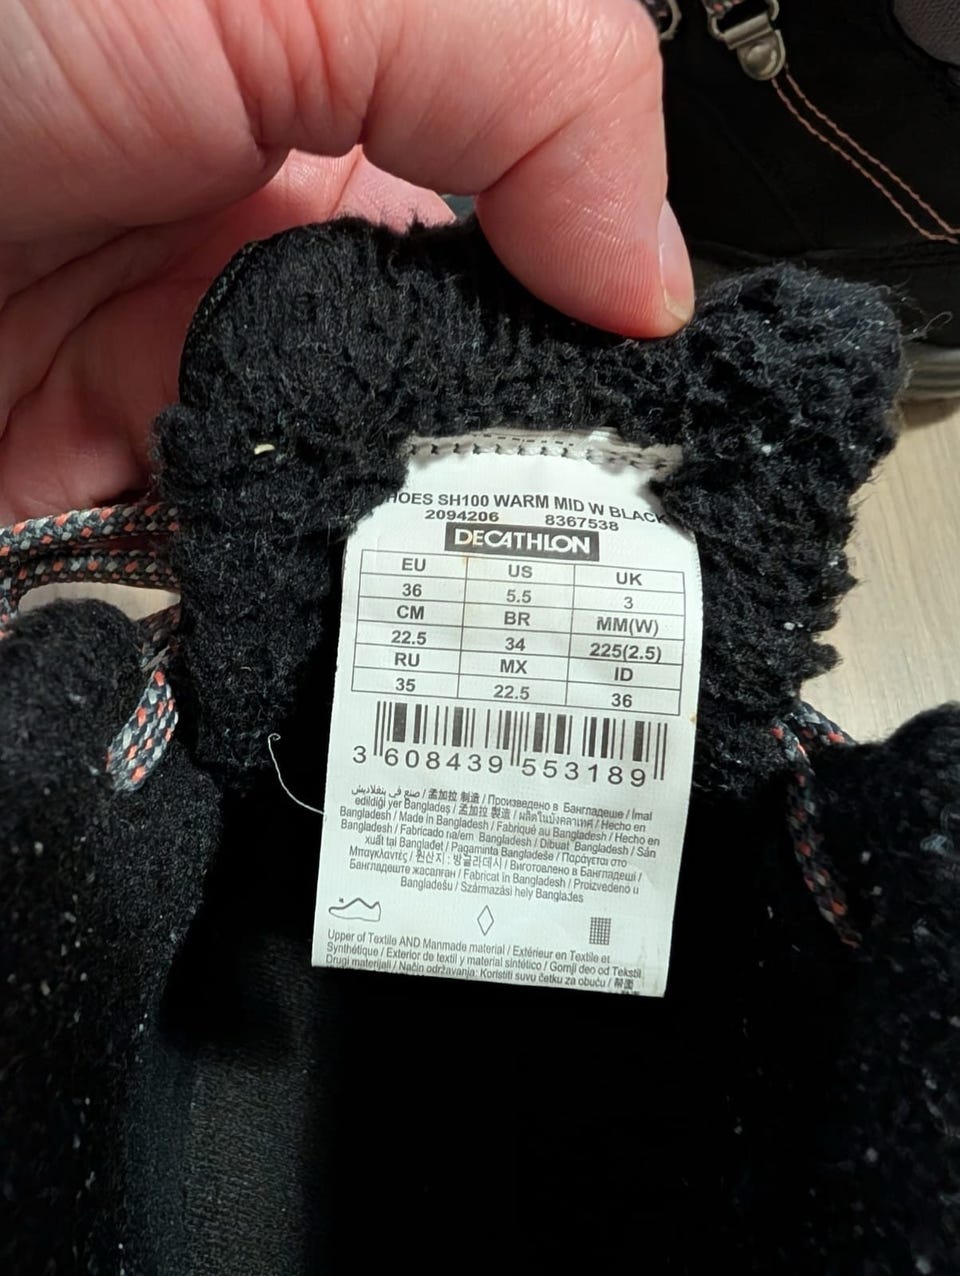 HOES SH100 WARM MID W BLACK
2094206 8367538
DECATHLON
EU US UK
36 5.5 3
CM BR MM(W)
22.5 34 225(2.5)
RU MX ID
35 22.5 36
3 608439 553189
صنع في بنغلاديش / 孟加拉 制造 / Произведено в Бангладеше / İmal
edildiği yer Bangladeş / 孟加拉 製造 / ผลิตในบังคลาเทศ / Hecho en
Bangladesh / Made in Bangladesh / Fabriqué au Bangladesh / Hecho en
Bangladesh / Fabricado na/em Bangladesh / Dibuat Bangladesh / Sản
xuất tại Bangladet / Pagaminta Bangladeše / Παράγεται στο
Μπαγκλαντές / 원산지 : 방글라데시 / Виготовлено в Бангладеші /
Бангладеште жасалған / Fabricat în Bangladesh / Proizvedeno u
Bangladešu / Származási hely Banglades
Upper of Textile AND Manmade material / Extérieur en Textile et
Synthétique / Exterior de textil y material sintético / Gornji deo od Tekstil
Drugi materijali / Način održavanja: Koristiti suvu četku za obuću / 帮面